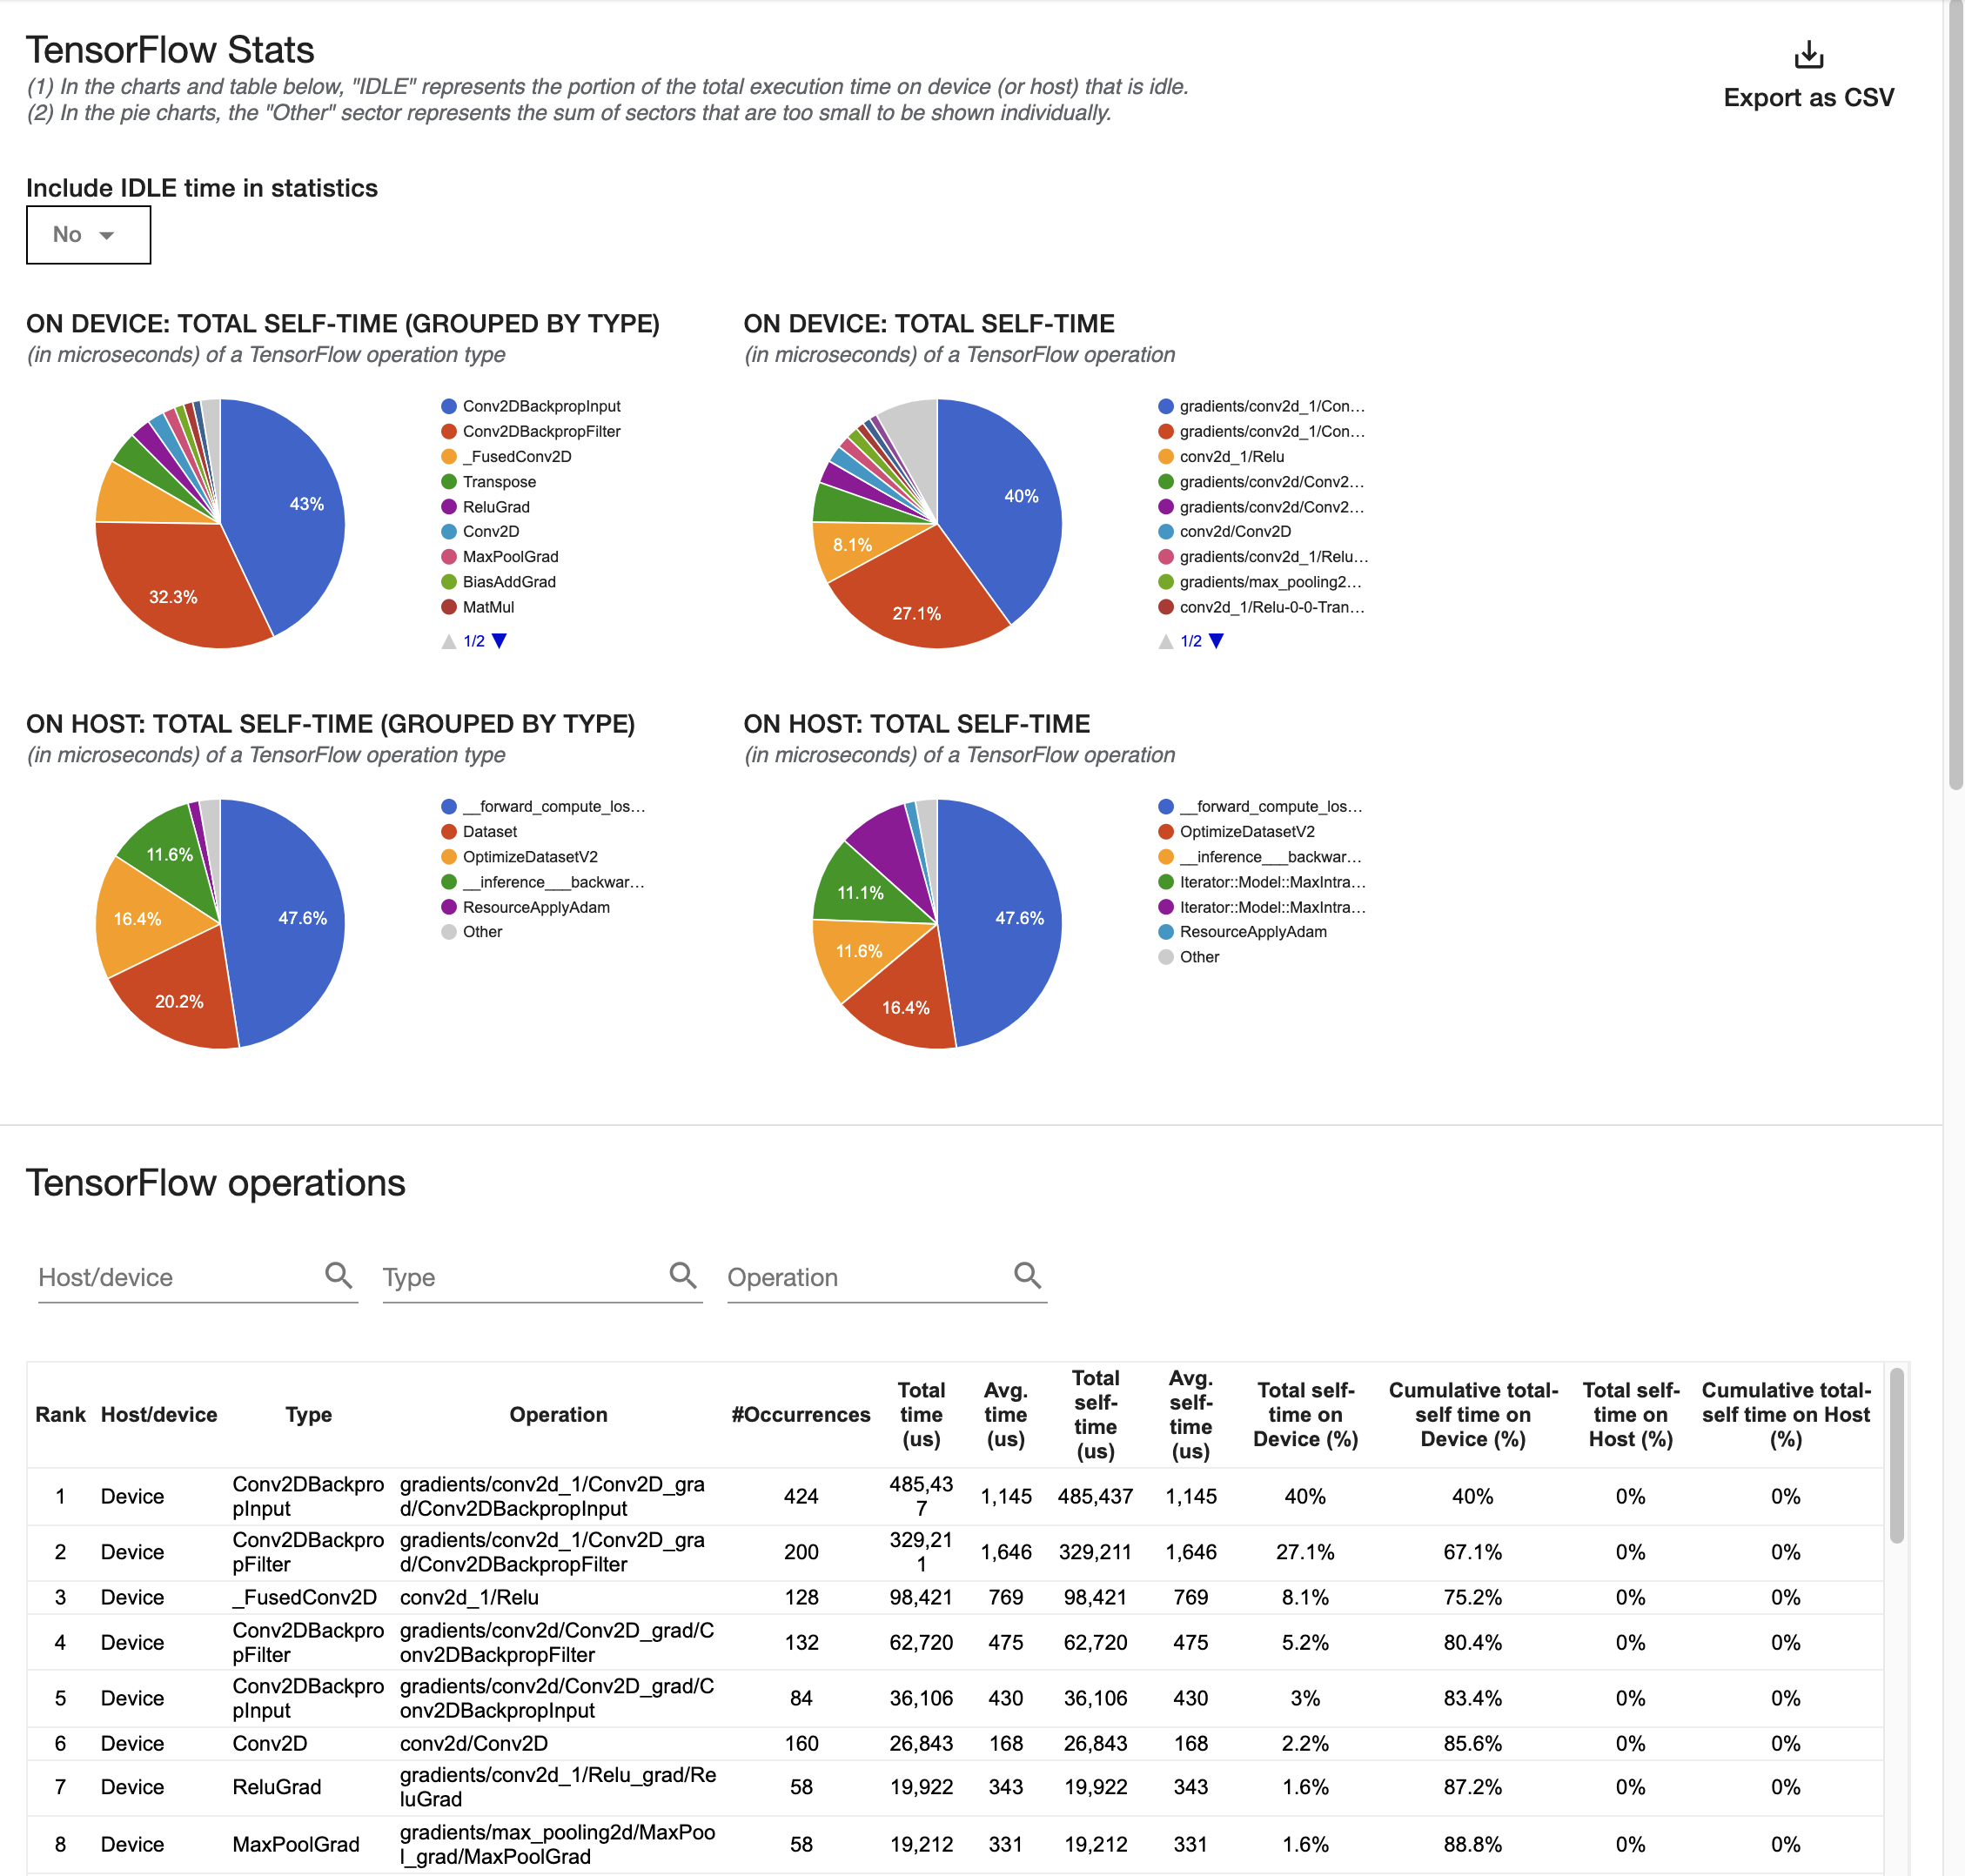 TensorFlow Stats
(1) In the charts and table below, "IDLE" represents the portion of the total execution time on device (or host) that is idle.
(2) In the pie charts, the "Other" sector represents the sum of sectors that are too small to be shown individually.
Export as CSV
Include IDLE time in statistics
No
ON DEVICE: TOTAL SELF-TIME (GROUPED BY TYPE)
(in microseconds) of a TensorFlow operation type
43%
32.3%
Conv2DBackpropInput
Conv2DBackpropFilter
_FusedConv2D
Transpose
ReluGrad
Conv2D
MaxPoolGrad
BiasAddGrad
MatMul
1/2
ON DEVICE: TOTAL SELF-TIME
(in microseconds) of a TensorFlow operation
40%
8.1%
27.1%
gradients/conv2d_1/Con...
gradients/conv2d_1/Con...
conv2d_1/Relu
gradients/conv2d/Conv2...
gradients/conv2d/Conv2...
conv2d/Conv2D
gradients/conv2d_1/Relu...
gradients/max_pooling2...
conv2d_1/Relu-0-0-Tran...
1/2
ON HOST: TOTAL SELF-TIME (GROUPED BY TYPE)
(in microseconds) of a TensorFlow operation type
11.6%
16.4%
47.6%
20.2%
__forward_compute_los...
Dataset
OptimizeDatasetV2
__inference___backwar...
ResourceApplyAdam
Other
ON HOST: TOTAL SELF-TIME
(in microseconds) of a TensorFlow operation
11.1%
47.6%
11.6%
16.4%
__forward_compute_los...
OptimizeDatasetV2
__inference___backwar...
Iterator::Model::MaxIntra...
Iterator::Model::MaxIntra...
ResourceApplyAdam
Other
TensorFlow operations
Host/device
Type
Operation
Rank Host/device Type Operation #Occurrences Total time (us) Avg. time (us) Total self-time (us) Avg. self-time (us) Total self-time on Device (%) Cumulative total-self time on Device (%) Total self-time on Host (%) Cumulative total-self time on Host (%)
1 Device Conv2DBackpropInput gradients/conv2d_1/Conv2D_grad/Conv2DBackpropInput 424 485,437 1,145 485,437 1,145 40% 40% 0% 0%
2 Device Conv2DBackpropFilter gradients/conv2d_1/Conv2D_grad/Conv2DBackpropFilter 200 329,211 1,646 329,211 1,646 27.1% 67.1% 0% 0%
3 Device _FusedConv2D conv2d_1/Relu 128 98,421 769 98,421 769 8.1% 75.2% 0% 0%
4 Device Conv2DBackpropFilter gradients/conv2d/Conv2D_grad/Conv2DBackpropFilter 132 62,720 475 62,720 475 5.2% 80.4% 0% 0%
5 Device Conv2DBackpropInput gradients/conv2d/Conv2D_grad/Conv2DBackpropInput 84 36,106 430 36,106 430 3% 83.4% 0% 0%
6 Device Conv2D conv2d/Conv2D 160 26,843 168 26,843 168 2.2% 85.6% 0% 0%
7 Device ReluGrad gradients/conv2d_1/Relu_grad/ReluGrad 58 19,922 343 19,922 343 1.6% 87.2% 0% 0%
8 Device MaxPoolGrad gradients/max_pooling2d/MaxPool_grad/MaxPoolGrad 58 19,212 331 19,212 331 1.6% 88.8% 0% 0%